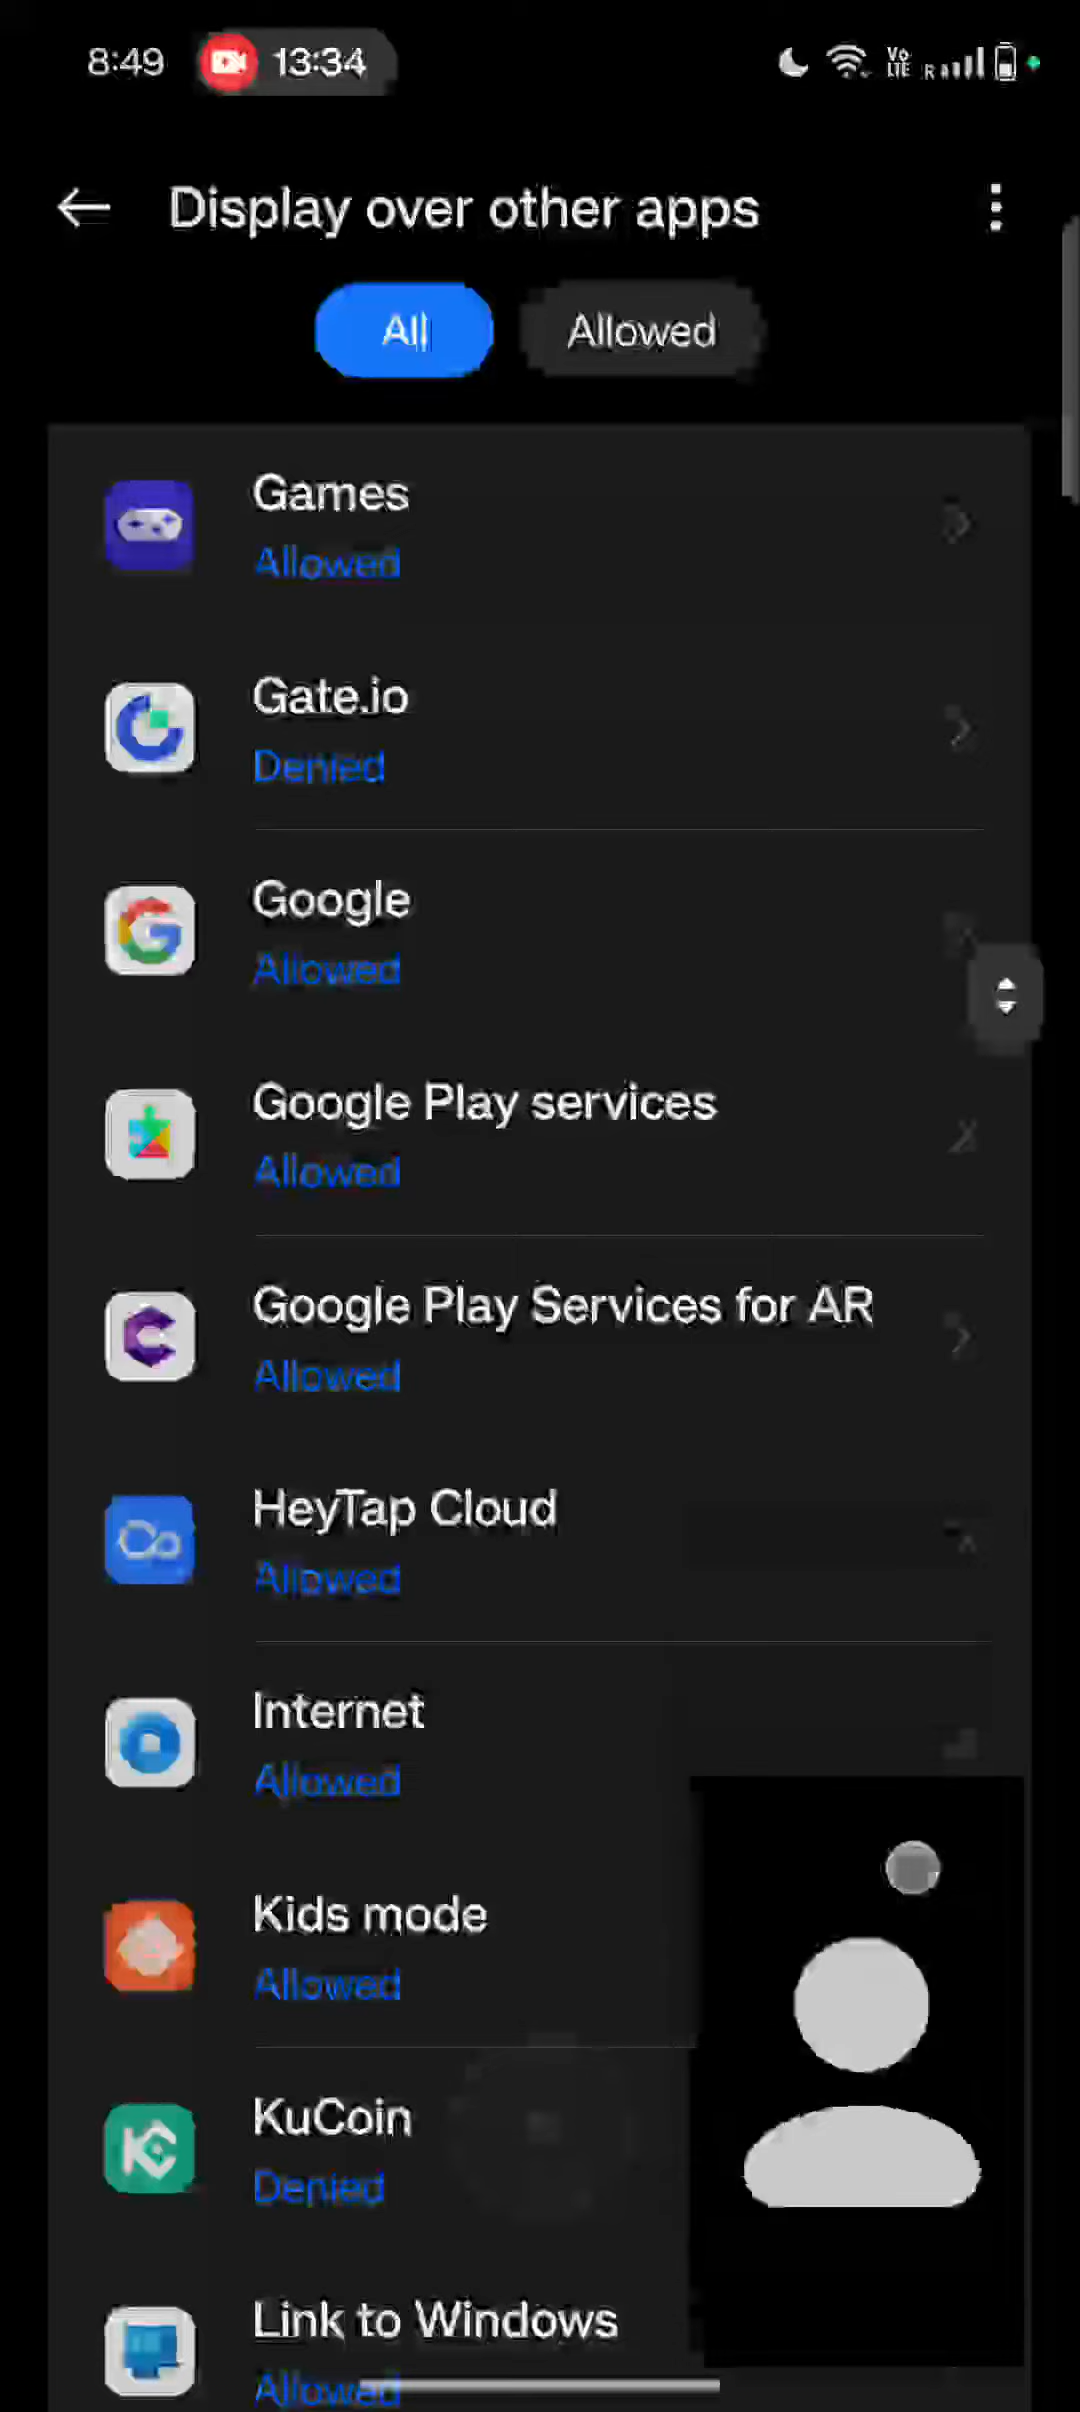 8:49 13:34 Vo LTE R
Display over other apps
All Allowed
Games
Allowed
Gate.io
Denied
Google
Allowed
Google Play services
Allowed
Google Play Services for AR
Allowed
HeyTap Cloud
Allowed
Internet
Allowed
Kids mode
Allowed
KuCoin
Denied
Link to Windows
Allowed